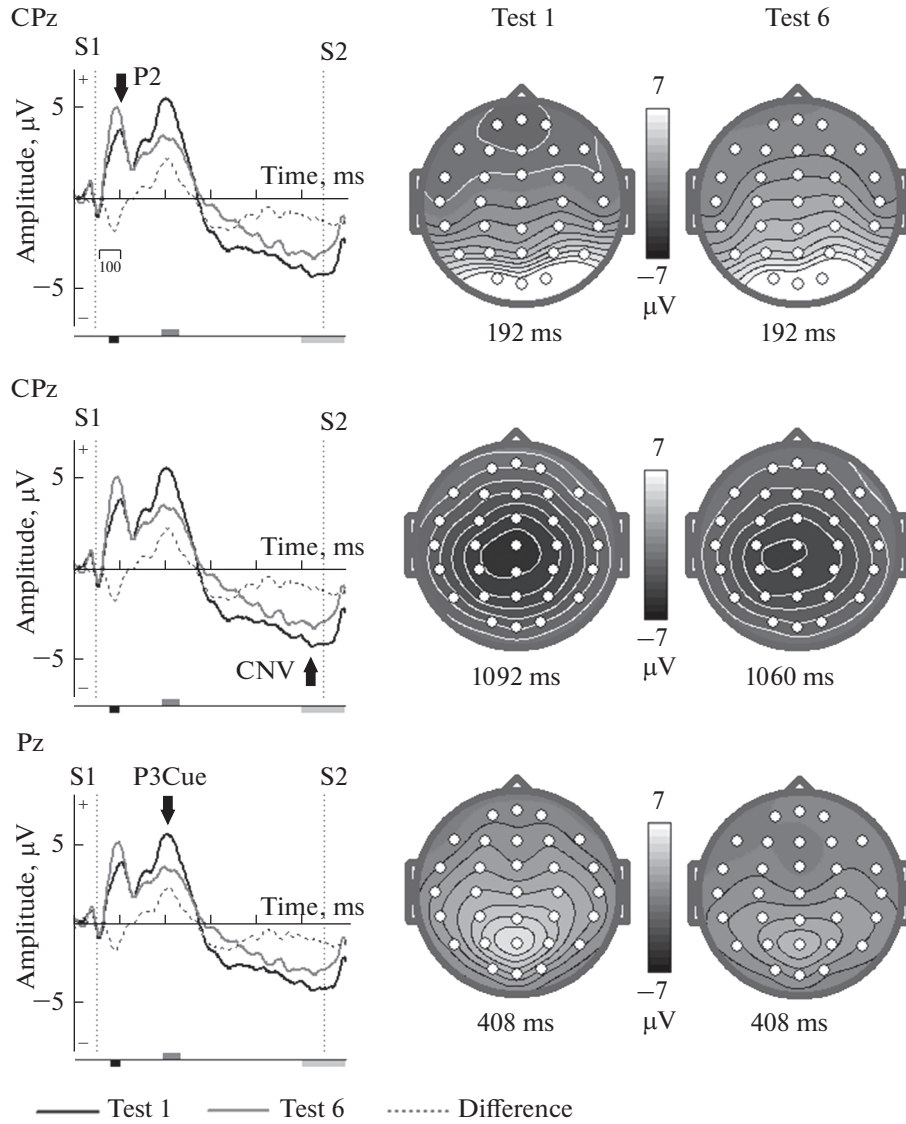 CPz
Test 1
Test 6
S1
S2
+
P2
5
7
Amplitude, μV
Time, ms
100
−5
−7
μV
−
192 ms
192 ms
CPz
S1
S2
+
5
7
Amplitude, μV
Time, ms
−5
CNV
−7
μV
−
1092 ms
1060 ms
Pz
S1
P3Cue
S2
+
5
7
Amplitude, μV
Time, ms
−5
−7
μV
−
408 ms
408 ms
Test 1
Test 6
Difference